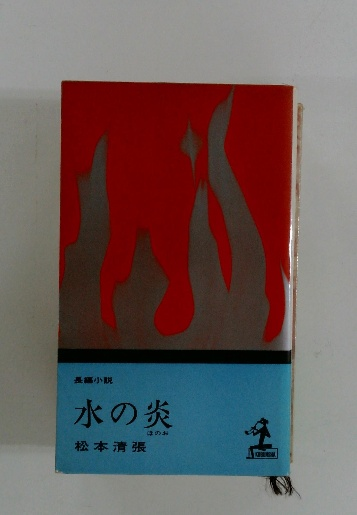 長編小説
水の炎
ほのお
松本清張